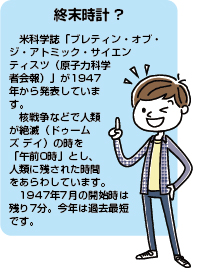 終末時計？
　米科学誌「ブレティン・オブ・
ジ・アトミック・サイエン
ティスツ（原子力科学
者会報）」が1947
年から発表していま
す。
　核戦争などで人類
が絶滅（ドゥーム
ズ デイ）の時を
「午前0時」とし、
人類に残された時間
をあらわしています。
　1947年7月の開始時は
残り7分。今年は過去最短
です。